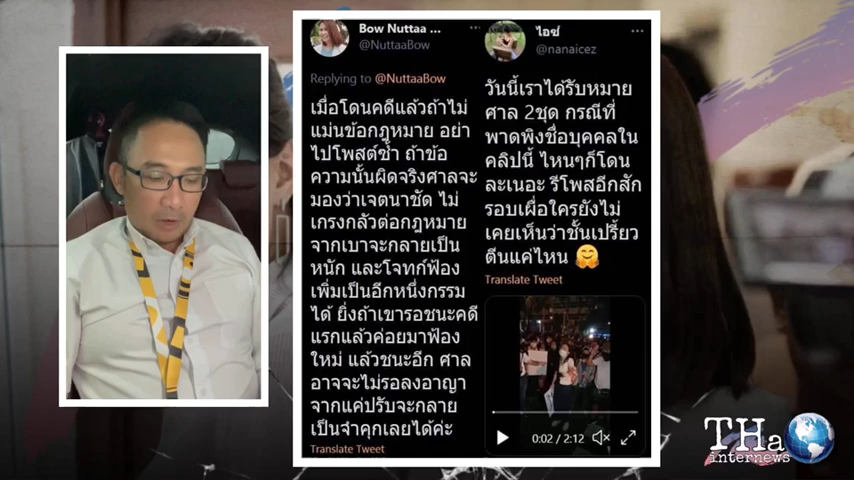 Bow Nuttaa ...
@NuttaaBow
Replying to @NuttaaBow
เมื่อโดนคดีแล้วถ้าไม่
แม่นข้อกฎหมาย อย่า
ไปโพสต์ซ้ำ ถ้าข้อ
ความนั้นผิดจริงศาลจะ
มองว่าเจตนาชัด ไม่
เกรงกลัวต่อกฎหมาย
จากเบาจะกลายเป็น
หนัก และโจทก์ฟ้อง
เพิ่มเป็นอีกหนึ่งกรรม
ได้ ยิ่งถ้าเขารอชนะคดี
แรกแล้วค่อยมาฟ้อง
ใหม่ แล้วชนะอีก ศาล
อาจจะไม่รอลงอาญา
จากแค่ปรับจะกลาย
เป็นจำคุกเลยได้ค่ะ
Translate Tweet
ไอซ์
@nanaicez
วันนี้เราได้รับหมาย
ศาล 2ชุด กรณีที่
พาดพิงชื่อบุคคลใน
คลิปนี้ ไหนๆก็โดน
ละเนอะ รีโพสอีกสัก
รอบเผื่อใครยังไม่
เคยเห็นว่าชั้นเปรี้ยว
ตีนแค่ไหน 🤗
Translate Tweet
0:02 / 2:12
THa
internews